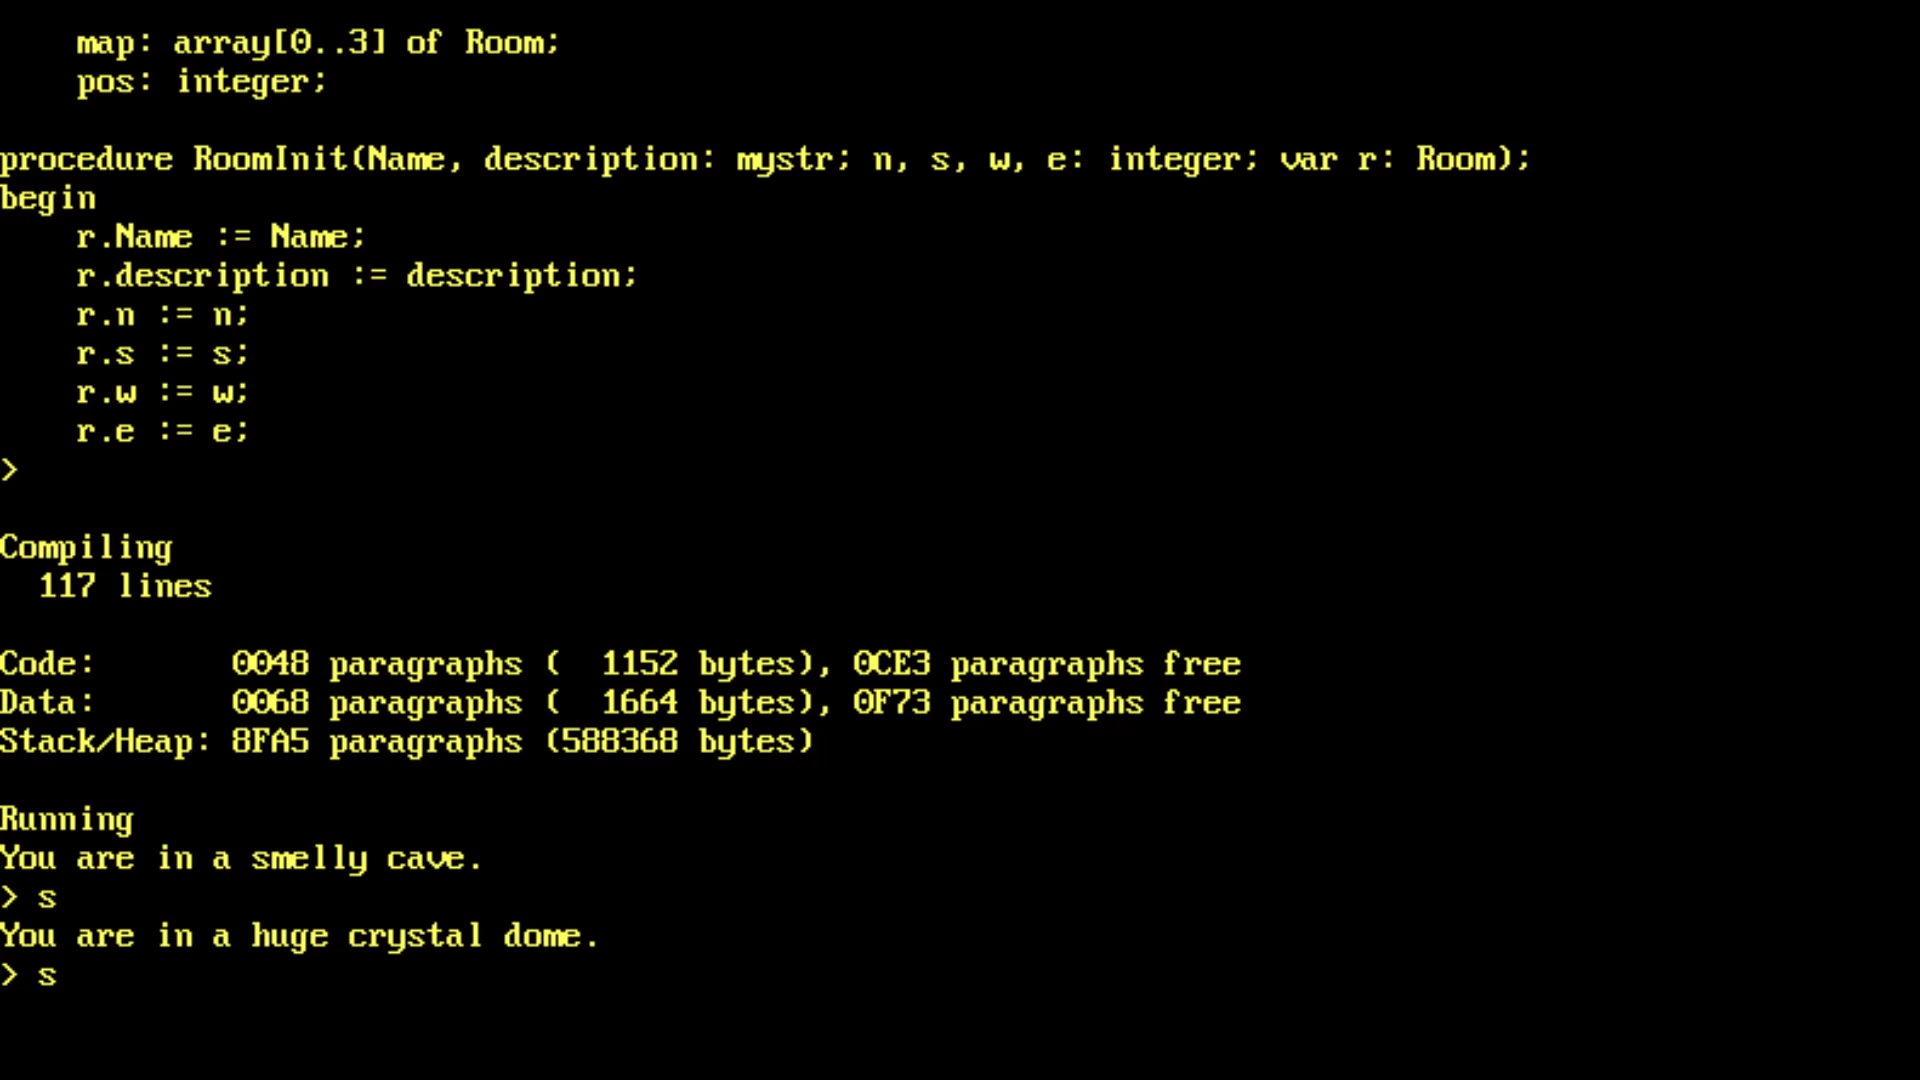 map: array[0..3] of Room;
    pos: integer;

procedure RoomInit(Name, description: mystr; n, s, w, e: integer; var r: Room);
begin
    r.Name := Name;
    r.description := description;
    r.n := n;
    r.s := s;
    r.w := w;
    r.e := e;
>

Compiling
  117 lines

Code:       0048 paragraphs (  1152 bytes), 0CE3 paragraphs free
Data:       0068 paragraphs (  1664 bytes), 0F73 paragraphs free
Stack/Heap: 8FA5 paragraphs (588368 bytes)

Running
You are in a smelly cave.
> s
You are in a huge crystal dome.
> s